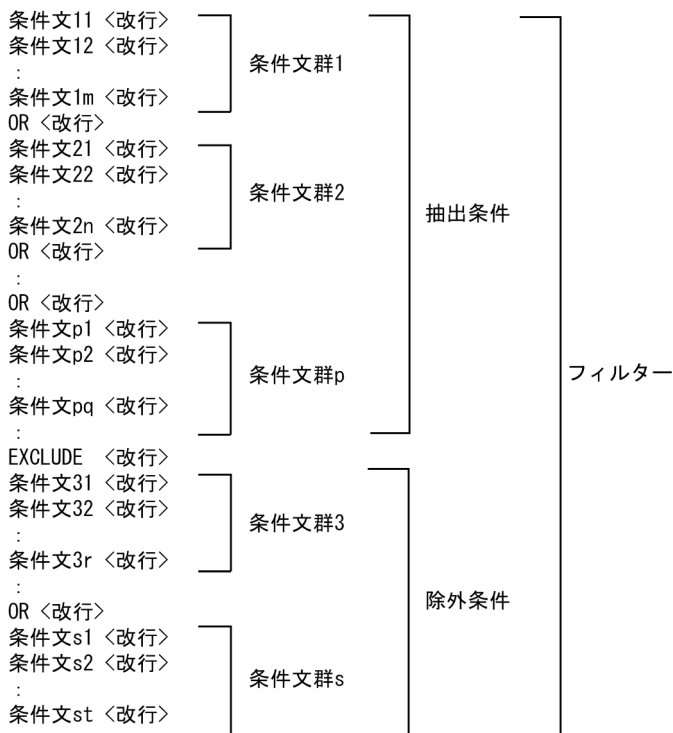 条件文11 <改行>
条件文12 <改行>
:
条件文1m <改行>
OR <改行>
条件文21 <改行>
条件文22 <改行>
:
条件文2n <改行>
OR <改行>
:
OR <改行>
条件文p1 <改行>
条件文p2 <改行>
:
条件文pq <改行>
:
EXCLUDE <改行>
条件文31 <改行>
条件文32 <改行>
:
条件文3r <改行>
:
OR <改行>
条件文s1 <改行>
条件文s2 <改行>
:
条件文st <改行>
条件文群1
条件文群2
条件文群p
条件文群3
条件文群s
抽出条件
除外条件
フィルター